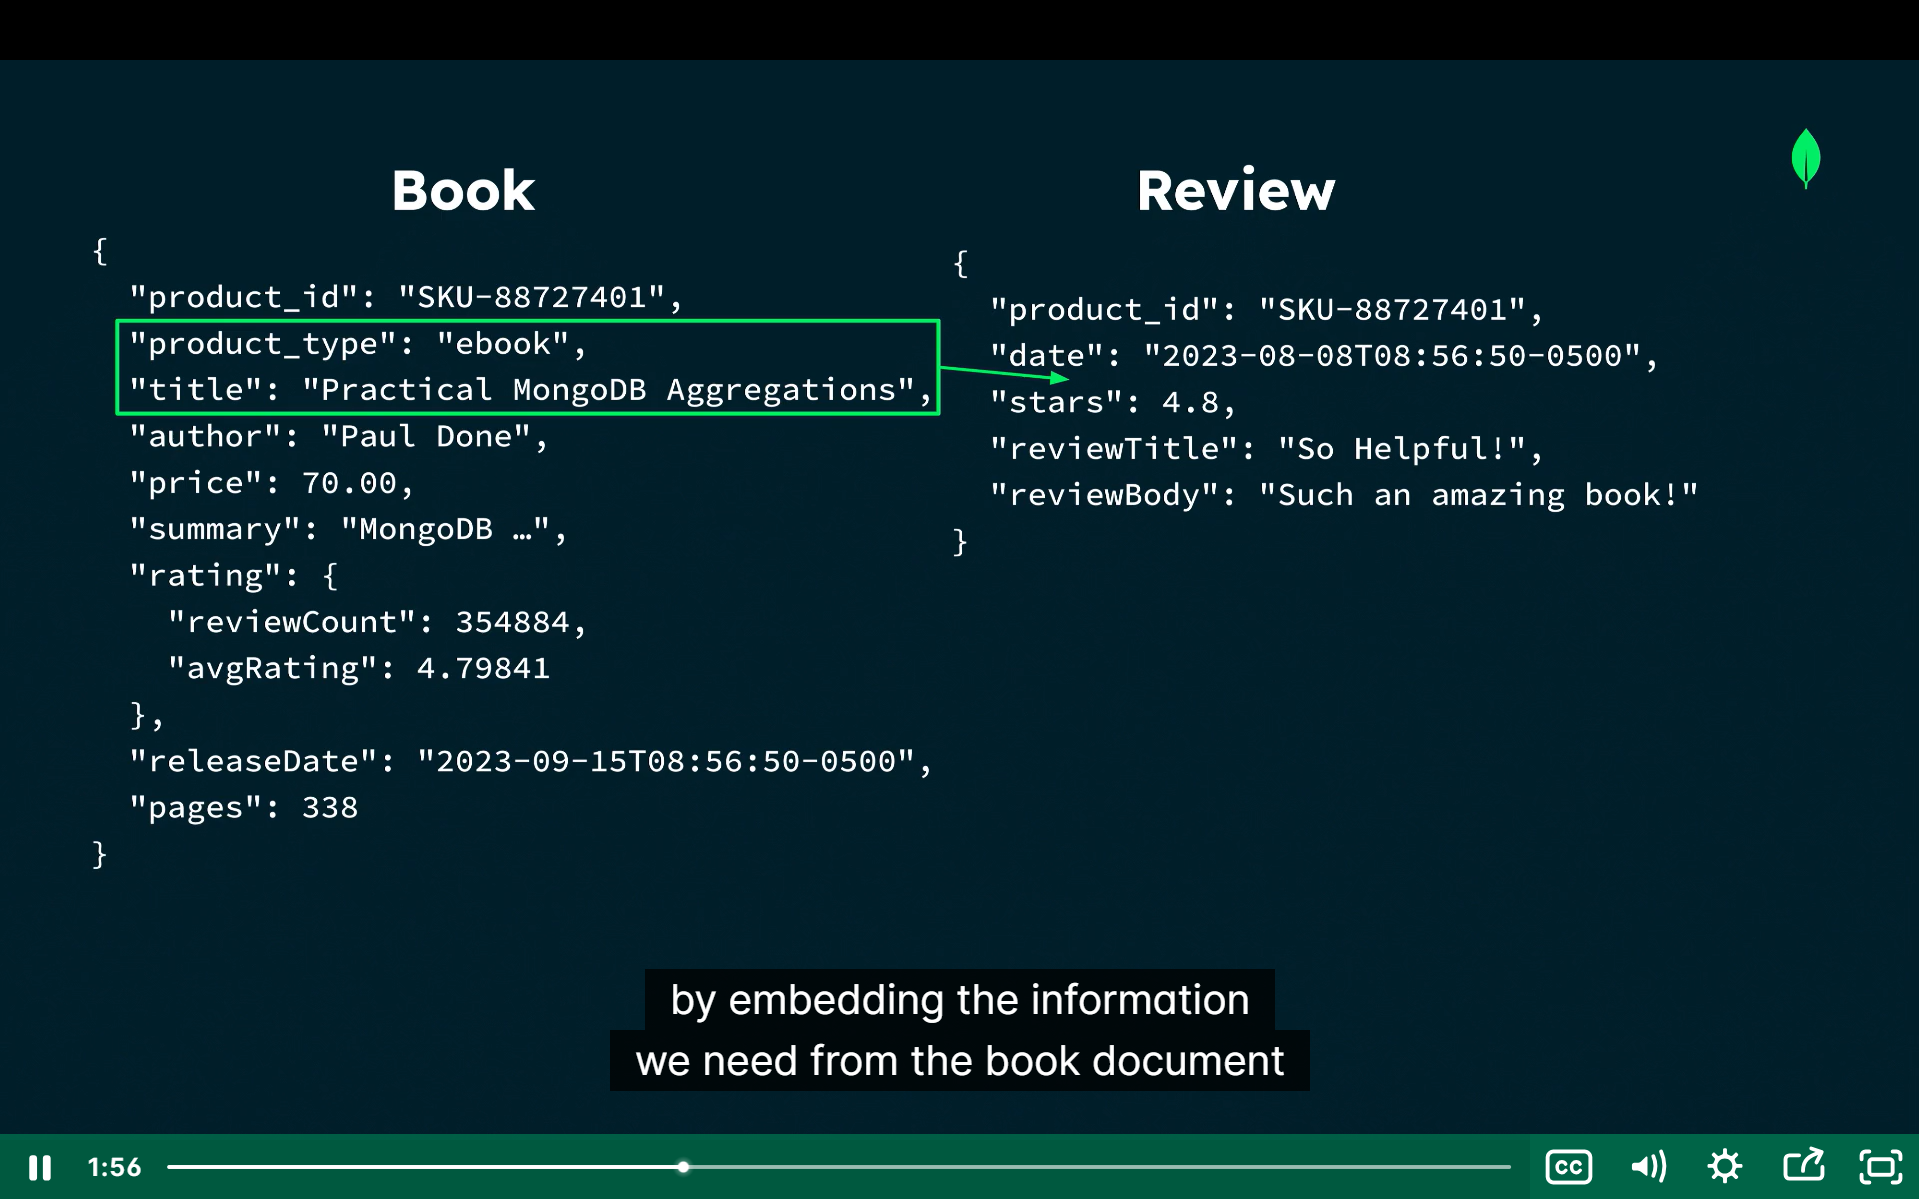 Book
{
  "product_id": "SKU-88727401",
  "product_type": "ebook",
  "title": "Practical MongoDB Aggregations",
  "author": "Paul Done",
  "price": 70.00,
  "summary": "MongoDB …",
  "rating": {
    "reviewCount": 354884,
    "avgRating": 4.79841
  },
  "releaseDate": "2023-09-15T08:56:50-0500",
  "pages": 338
}
Review
{
  "product_id": "SKU-88727401",
  "date": "2023-08-08T08:56:50-0500",
  "stars": 4.8,
  "reviewTitle": "So Helpful!",
  "reviewBody": "Such an amazing book!"
}
by embedding the information
we need from the book document
1:56
CC